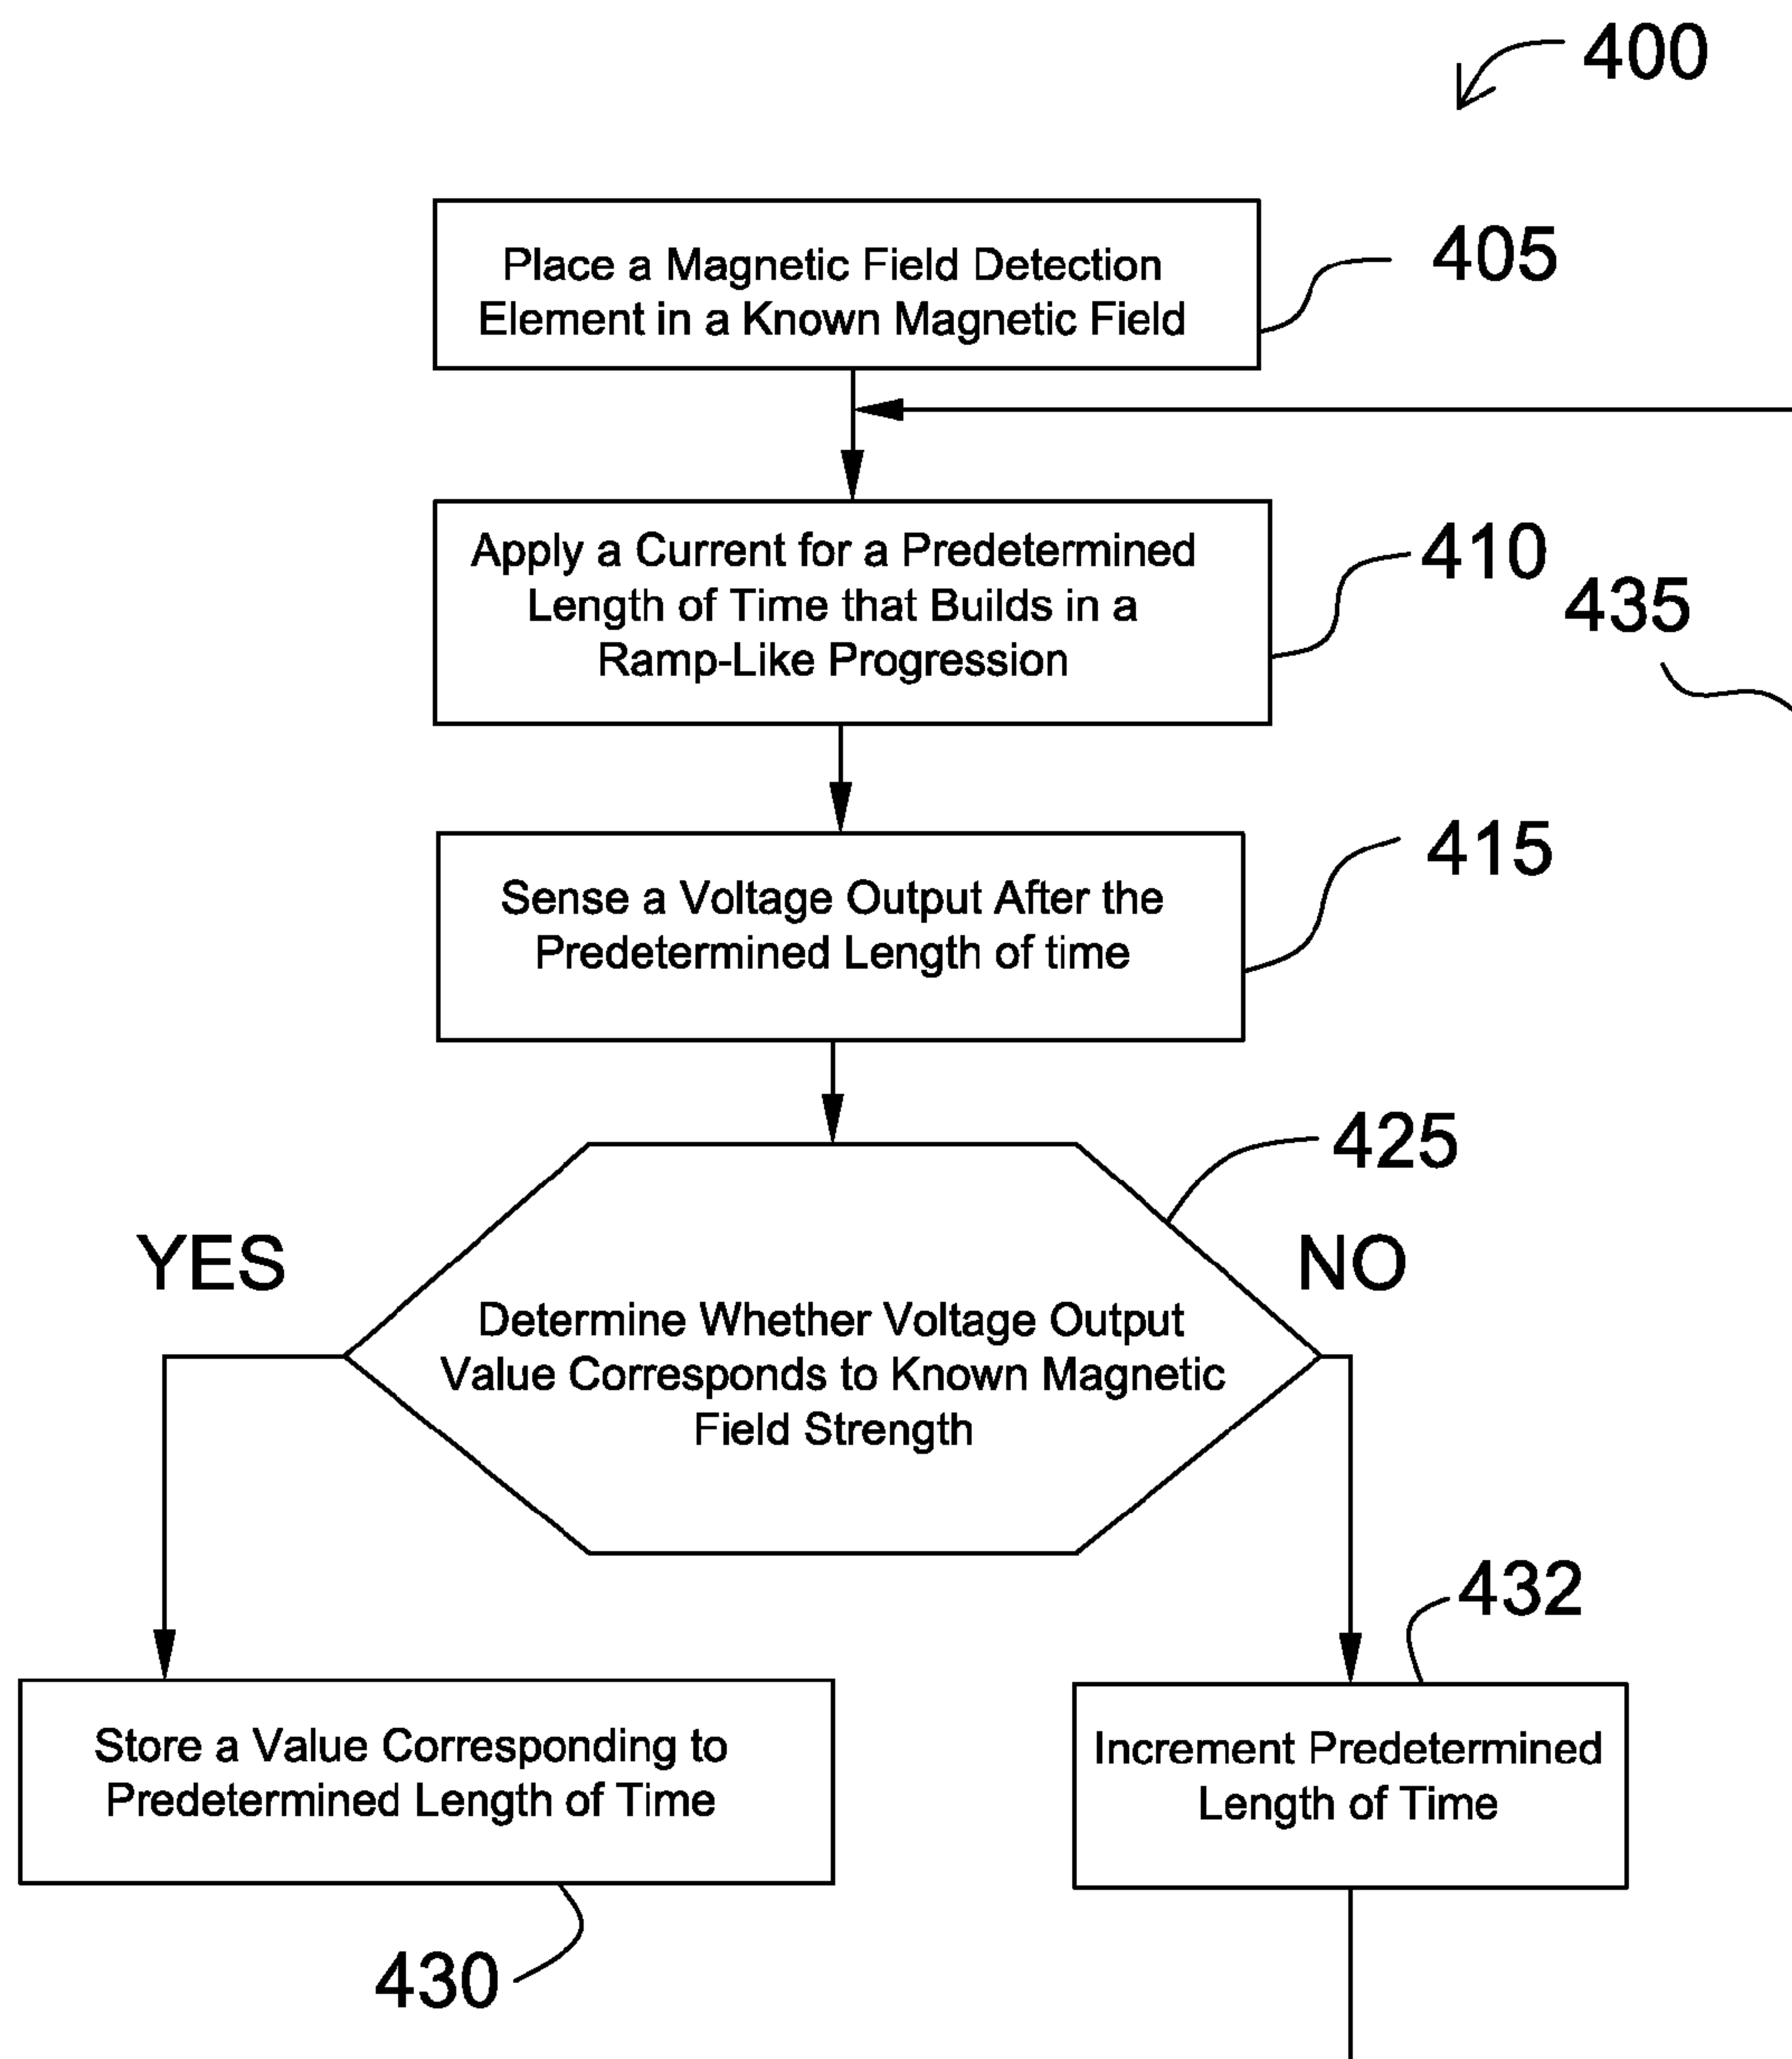 400
Place a Magnetic Field Detection
Element in a Known Magnetic Field
405
Apply a Current for a Predetermined
Length of Time that Builds in a
Ramp-Like Progression
410
435
Sense a Voltage Output After the
Predetermined Length of time
415
425
YES
NO
Determine Whether Voltage Output
Value Corresponds to Known Magnetic
Field Strength
432
Store a Value Corresponding to
Predetermined Length of Time
Increment Predetermined
Length of Time
430